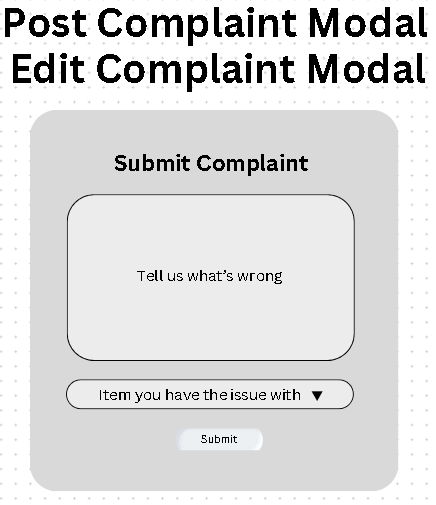 Post Complaint Modal
Edit Complaint Modal
Submit Complaint
Tell us what's wrong
Item you have the issue with ▼
Submit